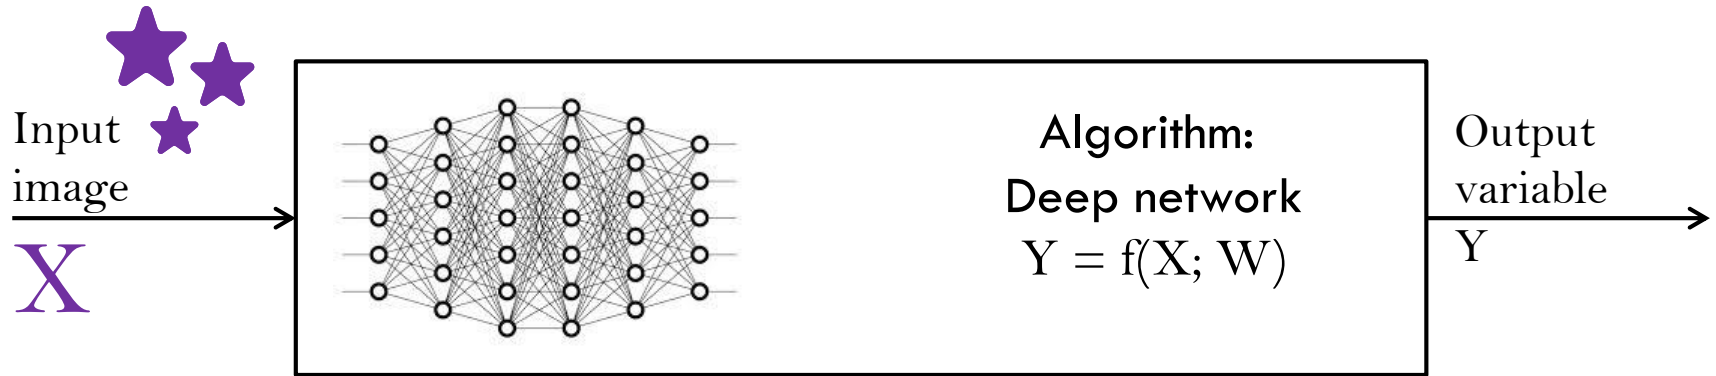 Input
image
X
Algorithm:
Deep network
Y = f(X; W)
Output
variable
Y